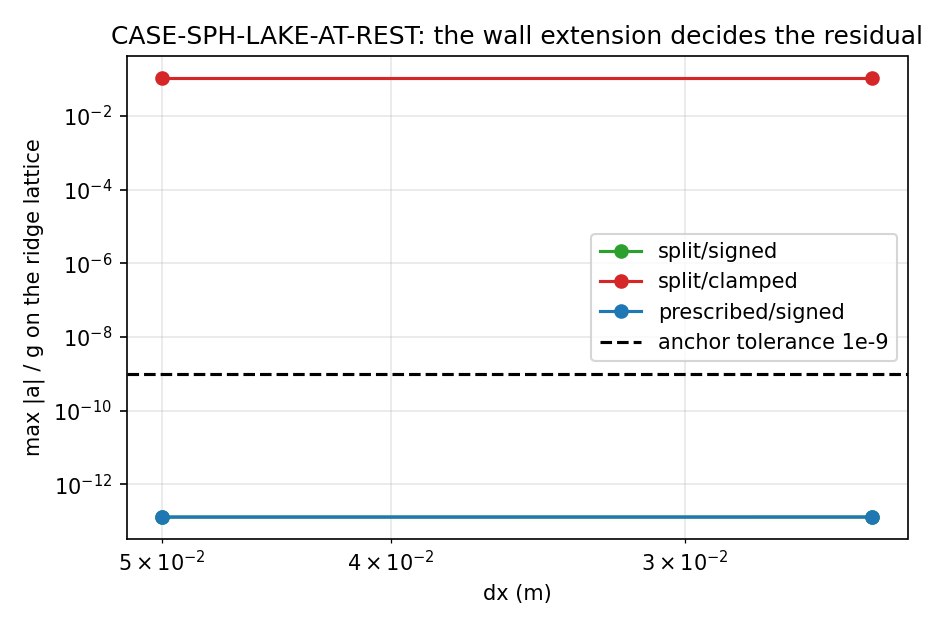 CASE-SPH-LAKE-AT-REST: the wall extension decides the residual
max |a| / g on the ridge lattice
10⁻²
10⁻⁴
10⁻⁶
10⁻⁸
10⁻¹⁰
10⁻¹²
split/signed
split/clamped
prescribed/signed
anchor tolerance 1e-9
5 × 10⁻² 4 × 10⁻² 3 × 10⁻²
dx (m)